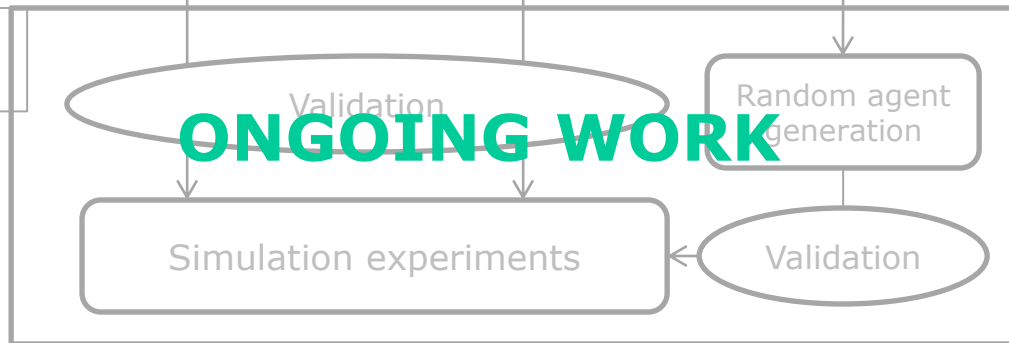 Validation
Random agent
generation
ONGOING WORK
Simulation experiments
Validation